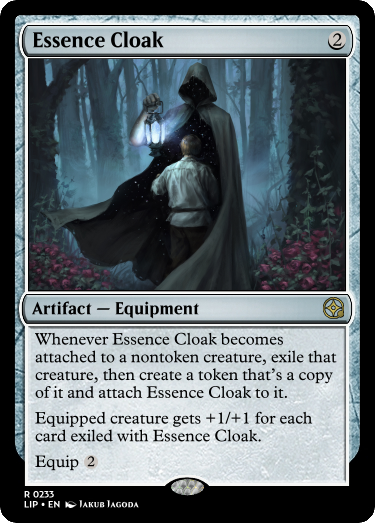 Essence Cloak 2
Artifact — Equipment
Whenever Essence Cloak becomes
attached to a nontoken creature, exile that
creature, then create a token that's a copy
of it and attach Essence Cloak to it.
Equipped creature gets +1/+1 for each
card exiled with Essence Cloak.
Equip 2
R 0233
LIP • EN Jakub Jagoda